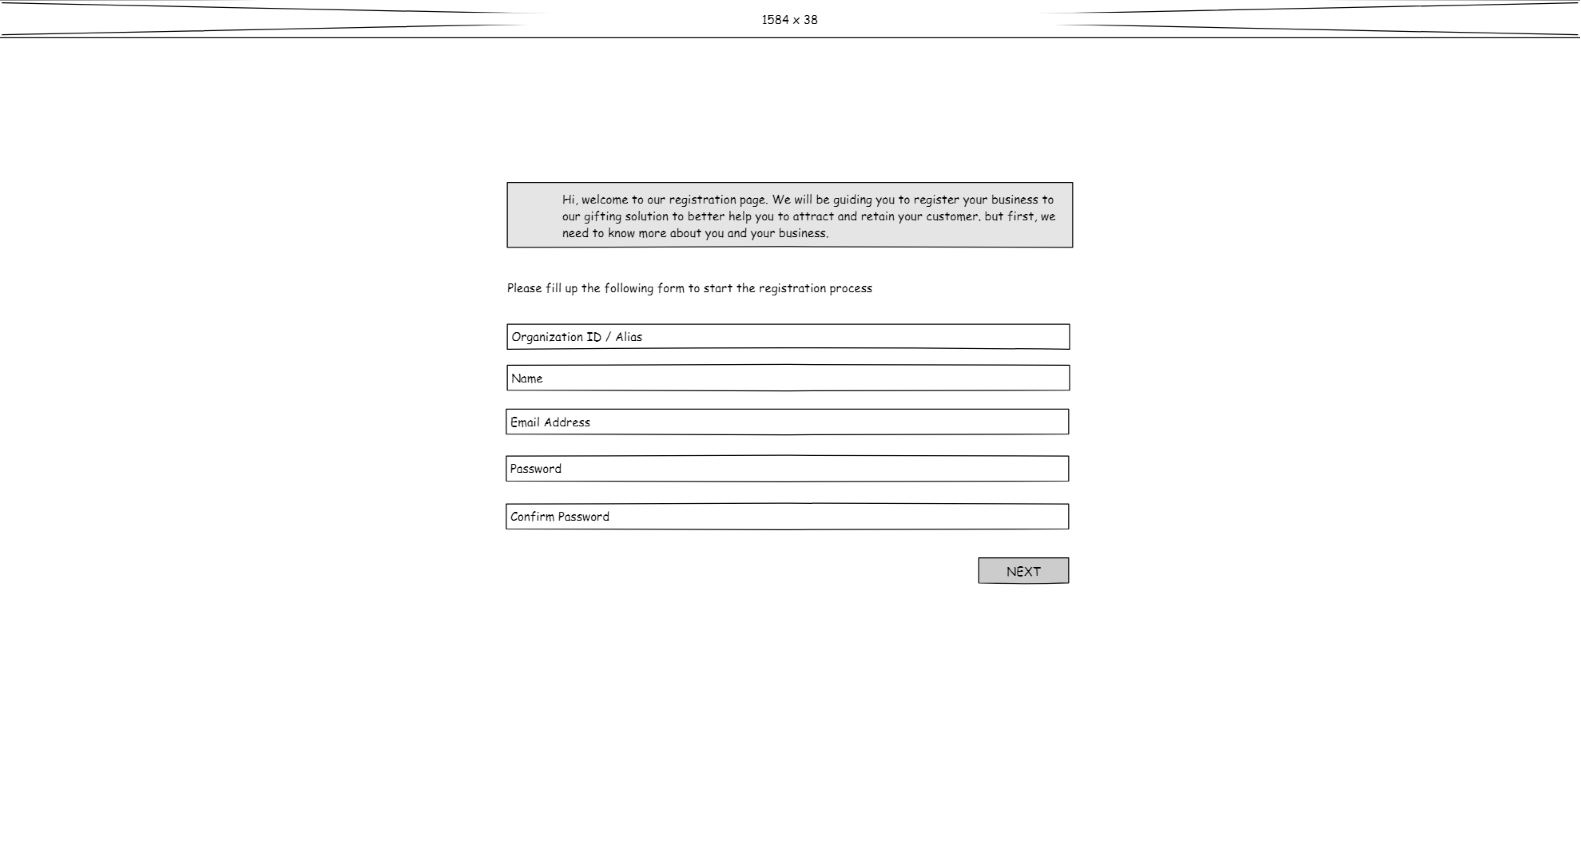 1584 x 38
Hi, welcome to our registration page. We will be guiding you to register your business to
our gifting solution to better help you to attract and retain your customer. but first, we
need to know more about you and your business.
Please fill up the following form to start the registration process
Organization ID / Alias
Name
Email Address
Password
Confirm Password
NEXT